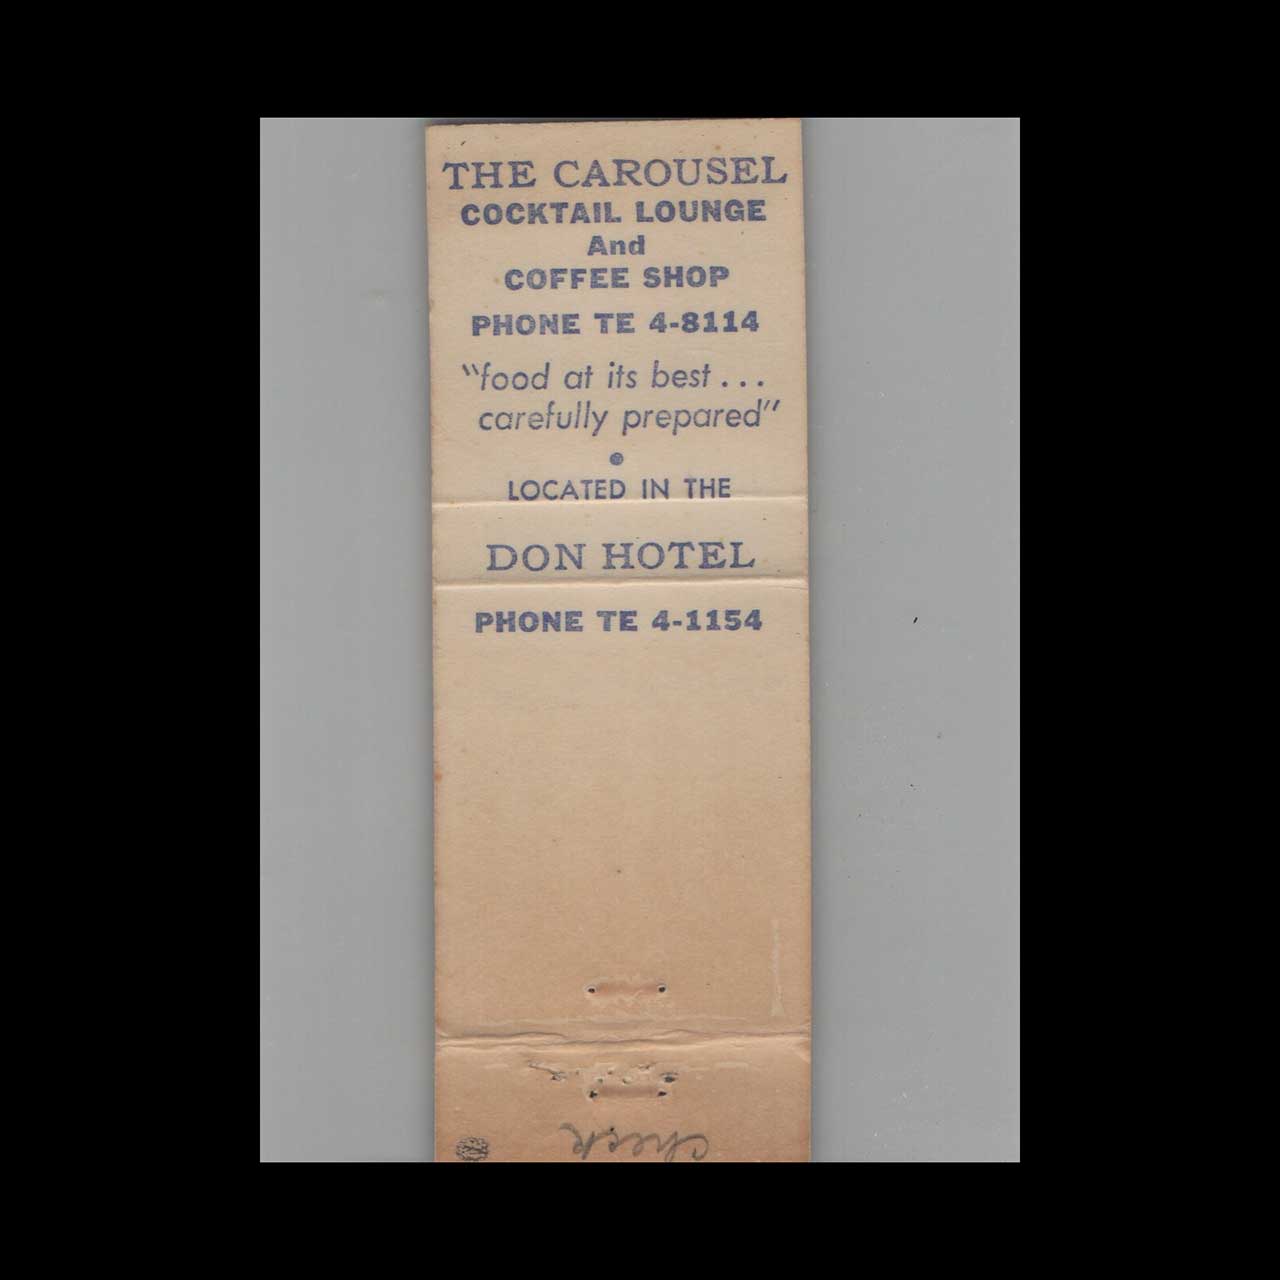 THE CAROUSEL
COCKTAIL LOUNGE
And
COFFEE SHOP
PHONE TE 4-8114
"food at its best...
carefully prepared"
LOCATED IN THE
DON HOTEL
PHONE TE 4-1154
check